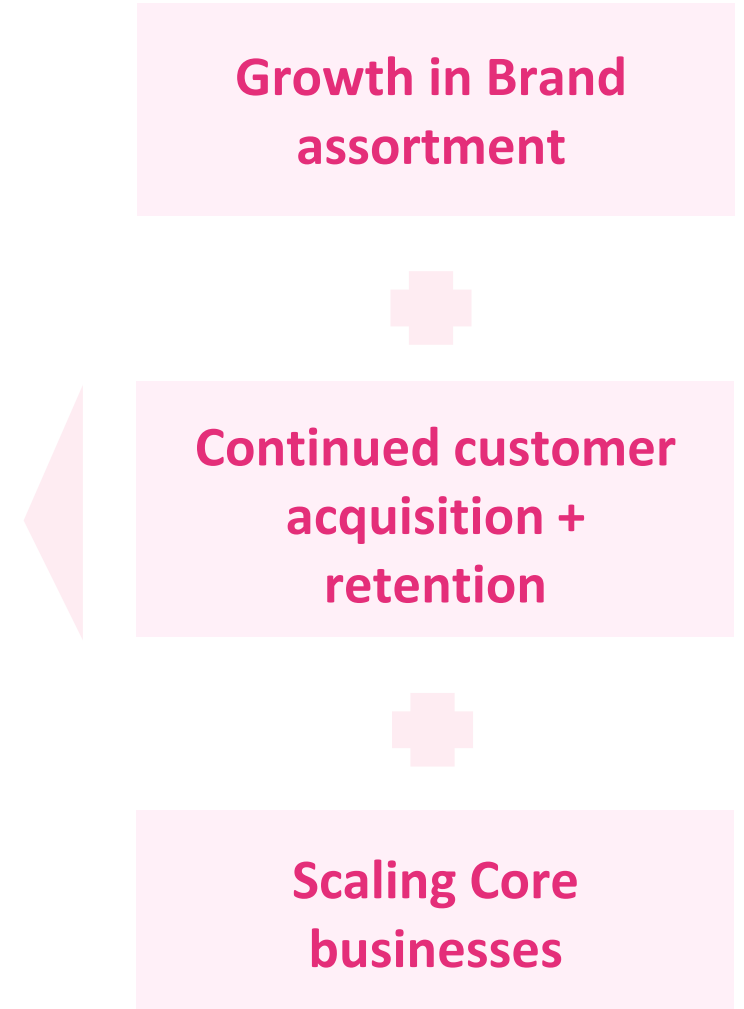 Growth in Brand
assortment
Continued customer
acquisition +
retention
Scaling Core
businesses